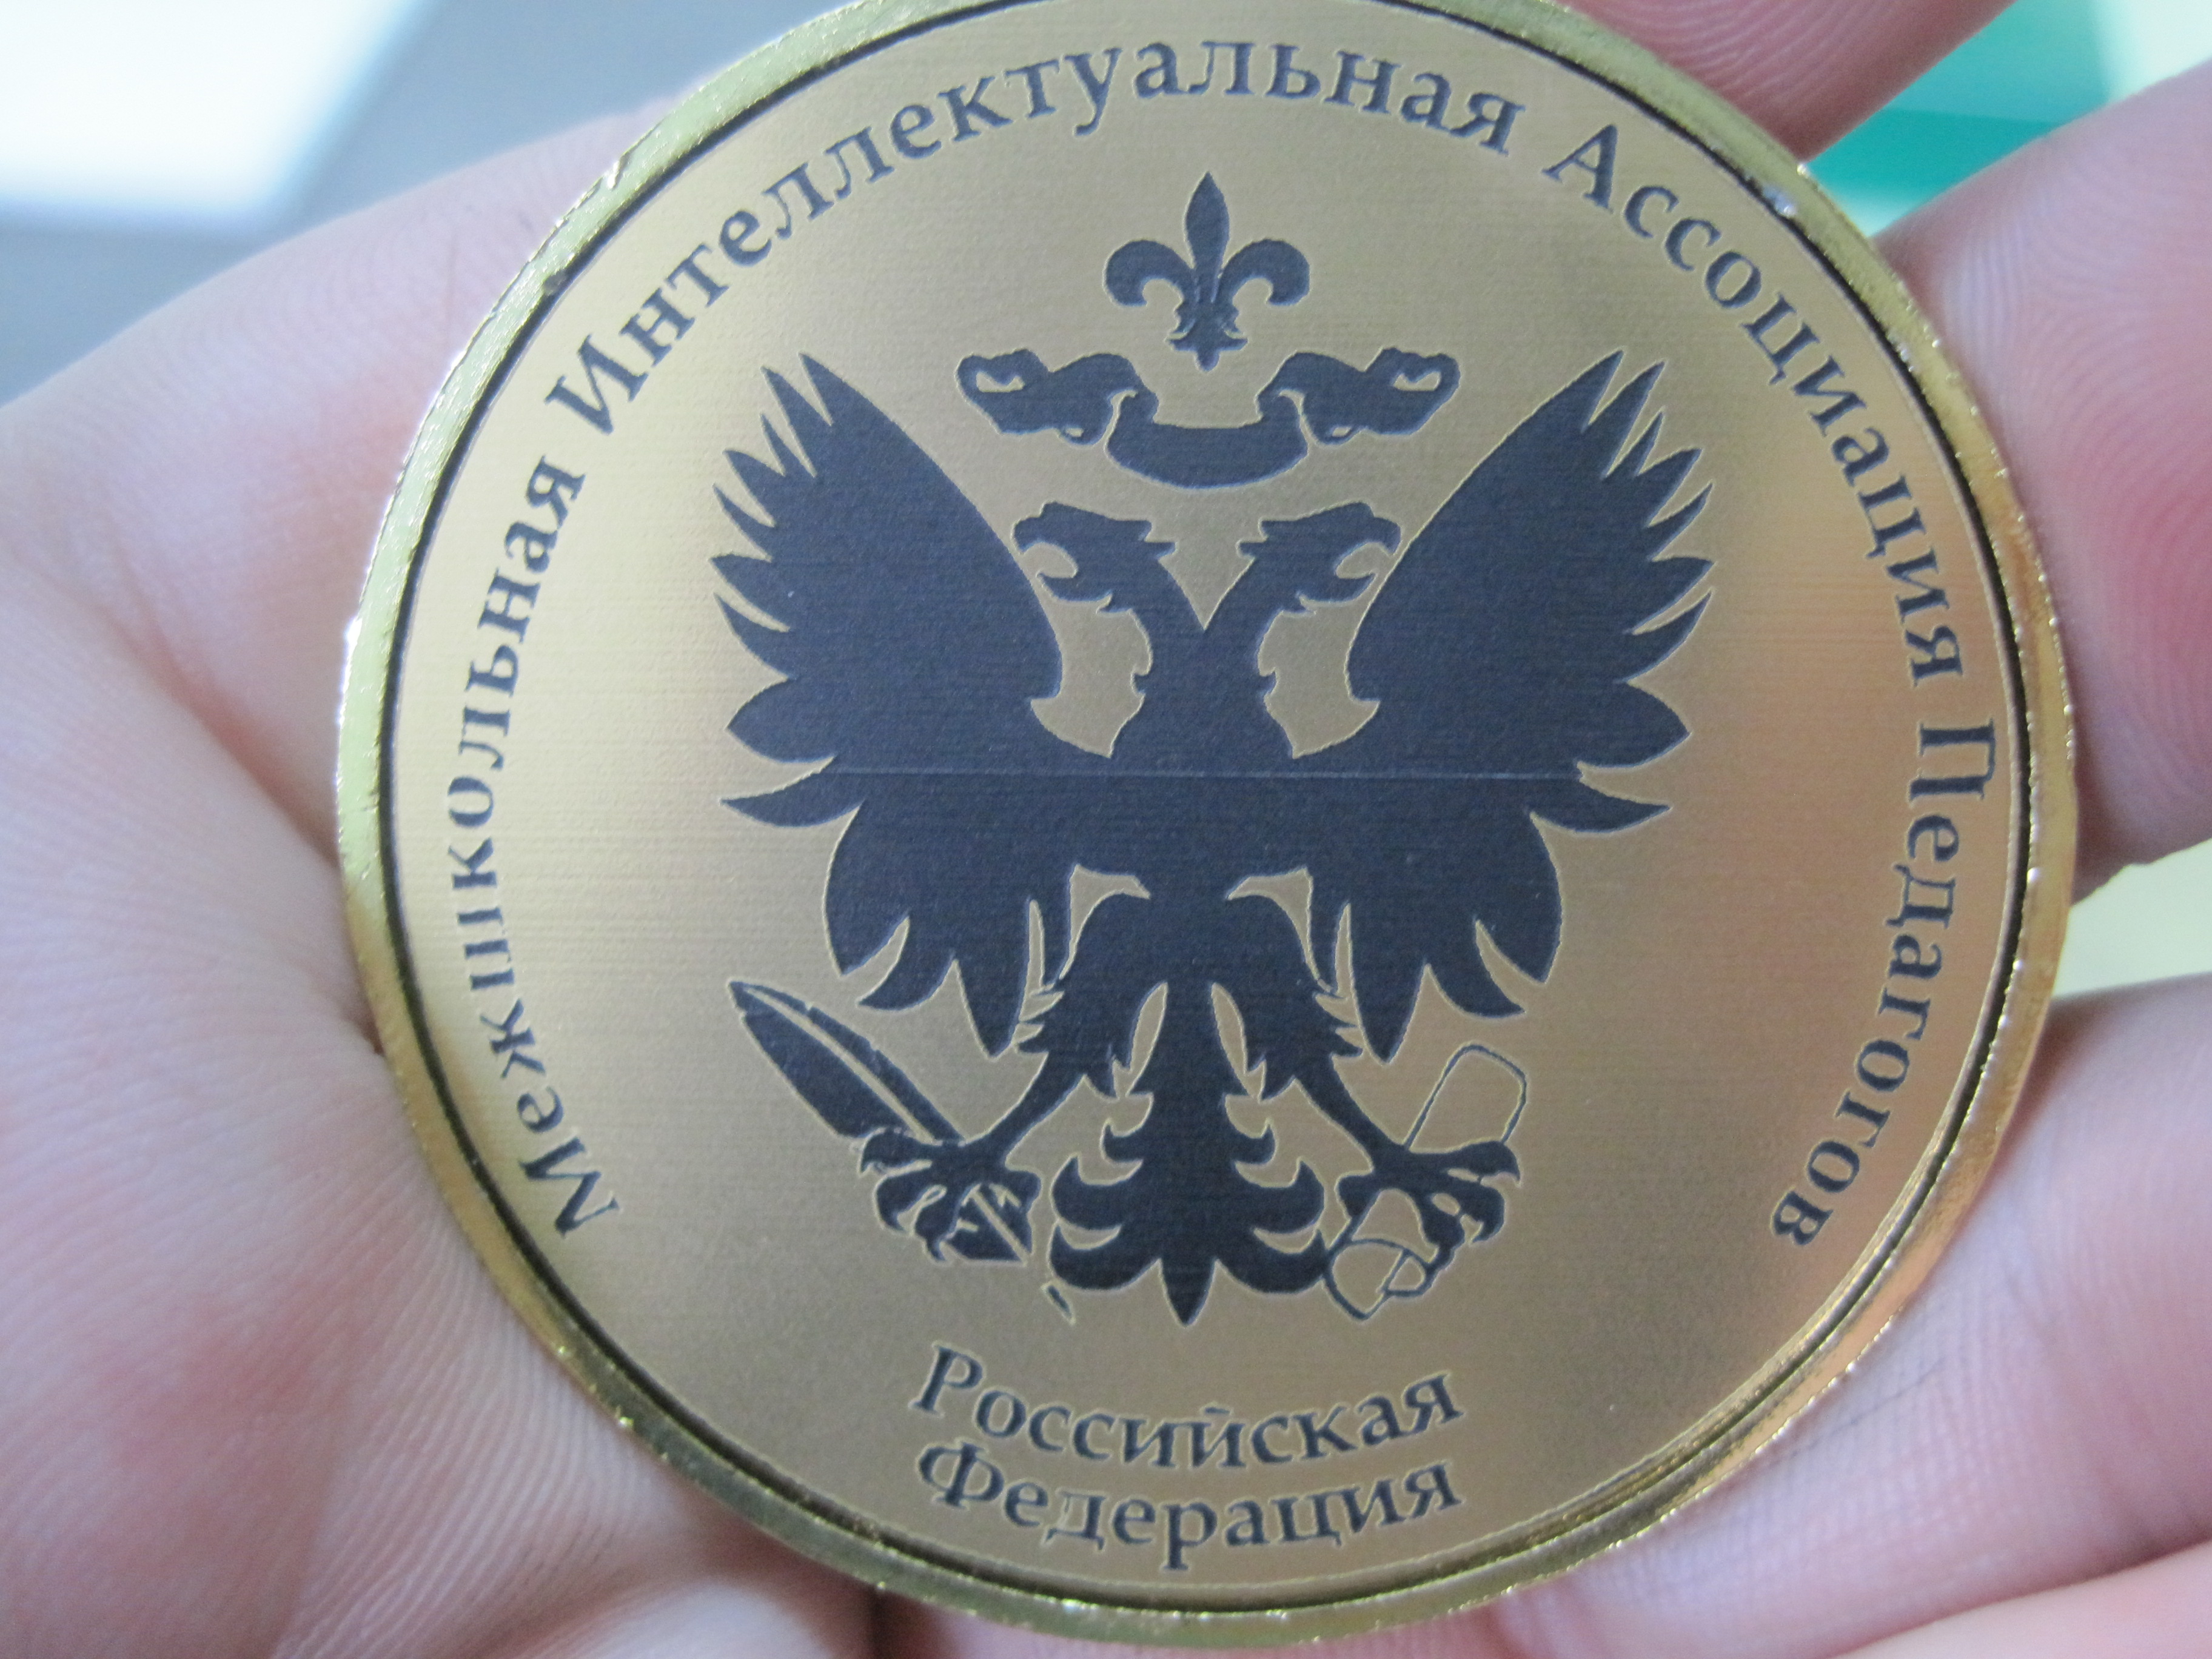 Межшкольная Интеллектуальная Ассоциация Педагогов
Российская
Федерация